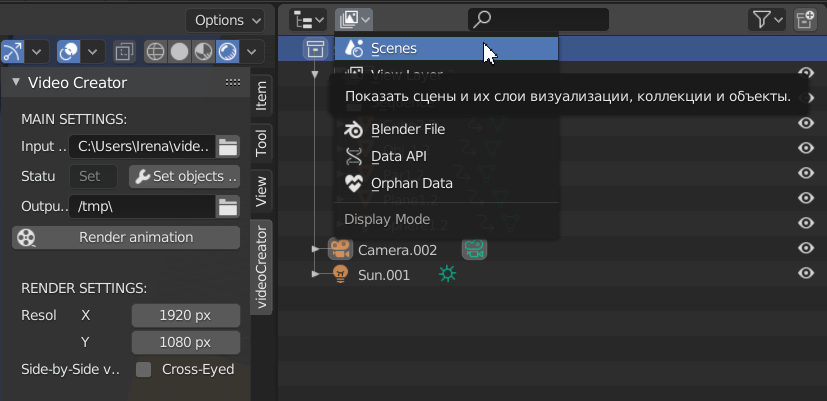 Options
Video Creator
MAIN SETTINGS:
Input .. C:\Users\Irena\vide..
Statu Set Set objects ..
Outpu.. /tmp\
Render animation
RENDER SETTINGS:
Resol X 1920 px
Y 1080 px
Side-by-Side v.. Cross-Eyed
Item
Tool
View
videoCreator
Scenes
View Layer
Показать сцены и их слои визуализации, коллекции и объекты.
Blender File
Data API
Orphan Data
Display Mode
Camera.002
Sun.001